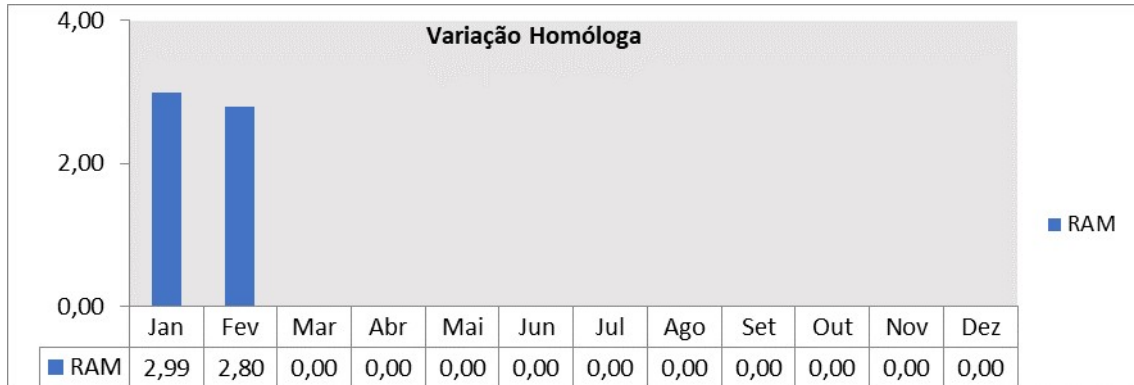 Variação Homóloga
4,00
2,00
0,00
RAM
Jan Fev Mar Abr Mai Jun Jul Ago Set Out Nov Dez
RAM 2,99 2,80 0,00 0,00 0,00 0,00 0,00 0,00 0,00 0,00 0,00 0,00